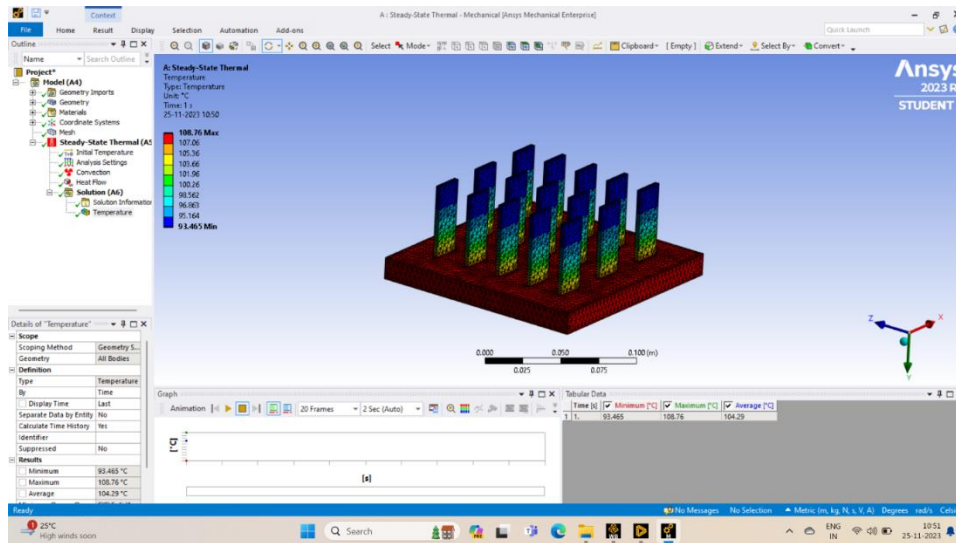 Context
A : Steady-State Thermal - Mechanical [Ansys Mechanical Enterprise]
File Home Result Display Selection Automation Add-ons
Quick Launch
Outline
Select Mode Clipboard [Empty] Extend Select By Convert
Name Search Outline
Project*
Model (A4)
Geometry Imports
Geometry
Materials
Coordinate Systems
Mesh
Steady-State Thermal (A5
Initial Temperature
Analysis Settings
Convection
Heat Flow
Solution (A6)
Solution Information
Temperature
A: Steady-State Thermal
Temperature
Type: Temperature
Unit: °C
Time: 1 s
25-11-2023 10:50
108.76 Max
107.06
105.36
103.66
101.96
100.26
98.562
96.863
95.164
93.465 Min
Ansys
2023 R
STUDENT
0.000 0.050 0.100 (m)
0.025 0.075
Z X
Y
Details of "Temperature"
Scope
Scoping Method Geometry S...
Geometry All Bodies
Definition
Type Temperature
By Time
Display Time Last
Separate Data by Entity No
Calculate Time History Yes
Identifier
Suppressed No
Results
Minimum 93.465 °C
Maximum 108.76 °C
Average 104.29 °C
Graph
Animation 20 Frames 2 Sec (Auto)
[s]
Tabular Data
Time [s] Minimum [°C] Maximum [°C] Average [°C]
1 1. 93.465 108.76 104.29
Ready
No Messages No Selection Metric (m, kg, N, s, V, A) Degrees rad/s Celsi
25°C
High winds soon
Search
ENG
IN
10:51
25-11-2023